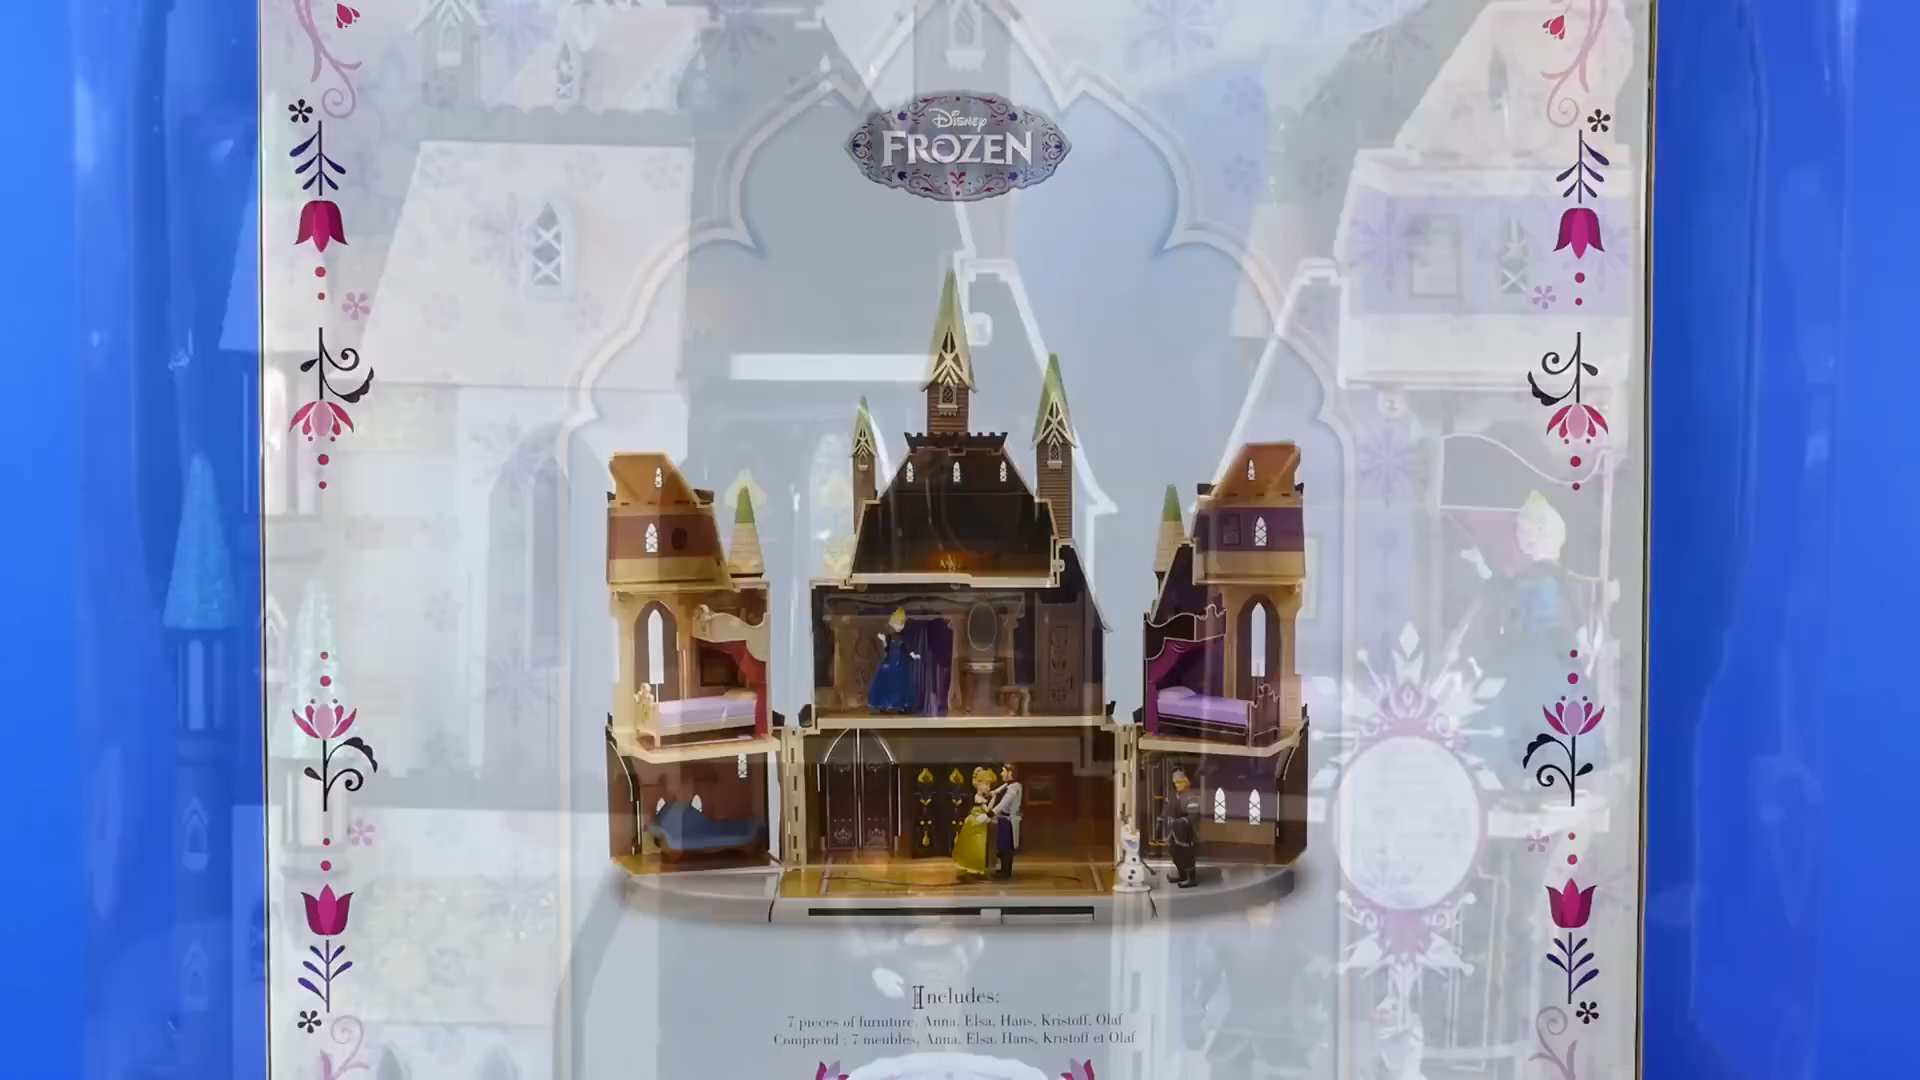 Disney
FROZEN
Includes:
7 pieces of furniture, Anna, Elsa, Hans, Kristoff, Olaf
Comprend : 7 meubles, Anna, Elsa, Hans, Kristoff et Olaf